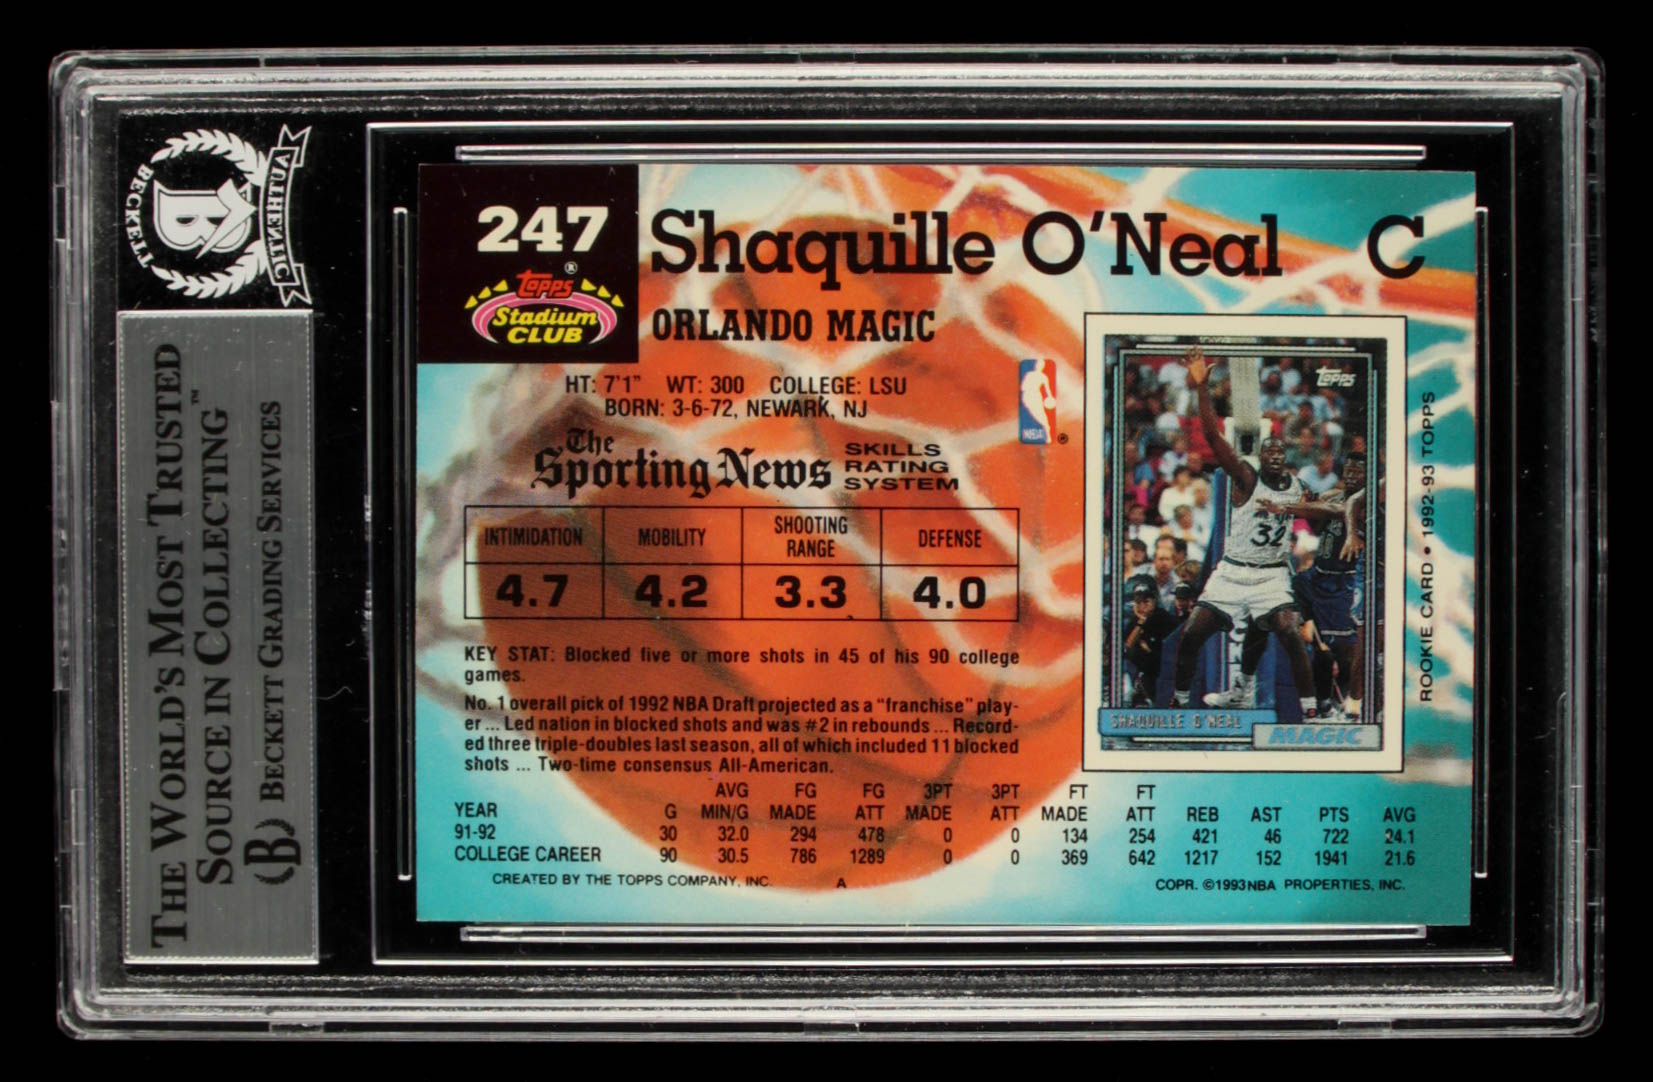 BECKETT
AUTHENTIC
B
THE WORLD'S MOST TRUSTED
SOURCE IN COLLECTING™
B BECKETT GRADING SERVICES
247
Topps®
Stadium
CLUB
Shaquille O'Neal C
ORLANDO MAGIC
HT: 7'1" WT: 300 COLLEGE: LSU
BORN: 3-6-72, NEWARK, NJ
NBA ®
The
Sporting News
SKILLS
RATING
SYSTEM
INTIMIDATION MOBILITY SHOOTING RANGE DEFENSE
4.7 4.2 3.3 4.0
KEY STAT: Blocked five or more shots in 45 of his 90 college
games.
No. 1 overall pick of 1992 NBA Draft projected as a "franchise" play-
er ... Led nation in blocked shots and was #2 in rebounds ... Record-
ed three triple-doubles last season, all of which included 11 blocked
shots ... Two-time consensus All-American.
Topps
32
SHAQUILLE O'NEAL
MAGIC
ROOKIE CARD • 1992-93 TOPPS
AVG FG FG 3PT 3PT FT FT
YEAR G MIN/G MADE ATT MADE ATT MADE ATT REB AST PTS AVG
91-92 30 32.0 294 478 0 0 134 254 421 46 722 24.1
COLLEGE CAREER 90 30.5 786 1289 0 0 369 642 1217 152 1941 21.6
CREATED BY THE TOPPS COMPANY, INC. A COPR. ©1993 NBA PROPERTIES, INC.